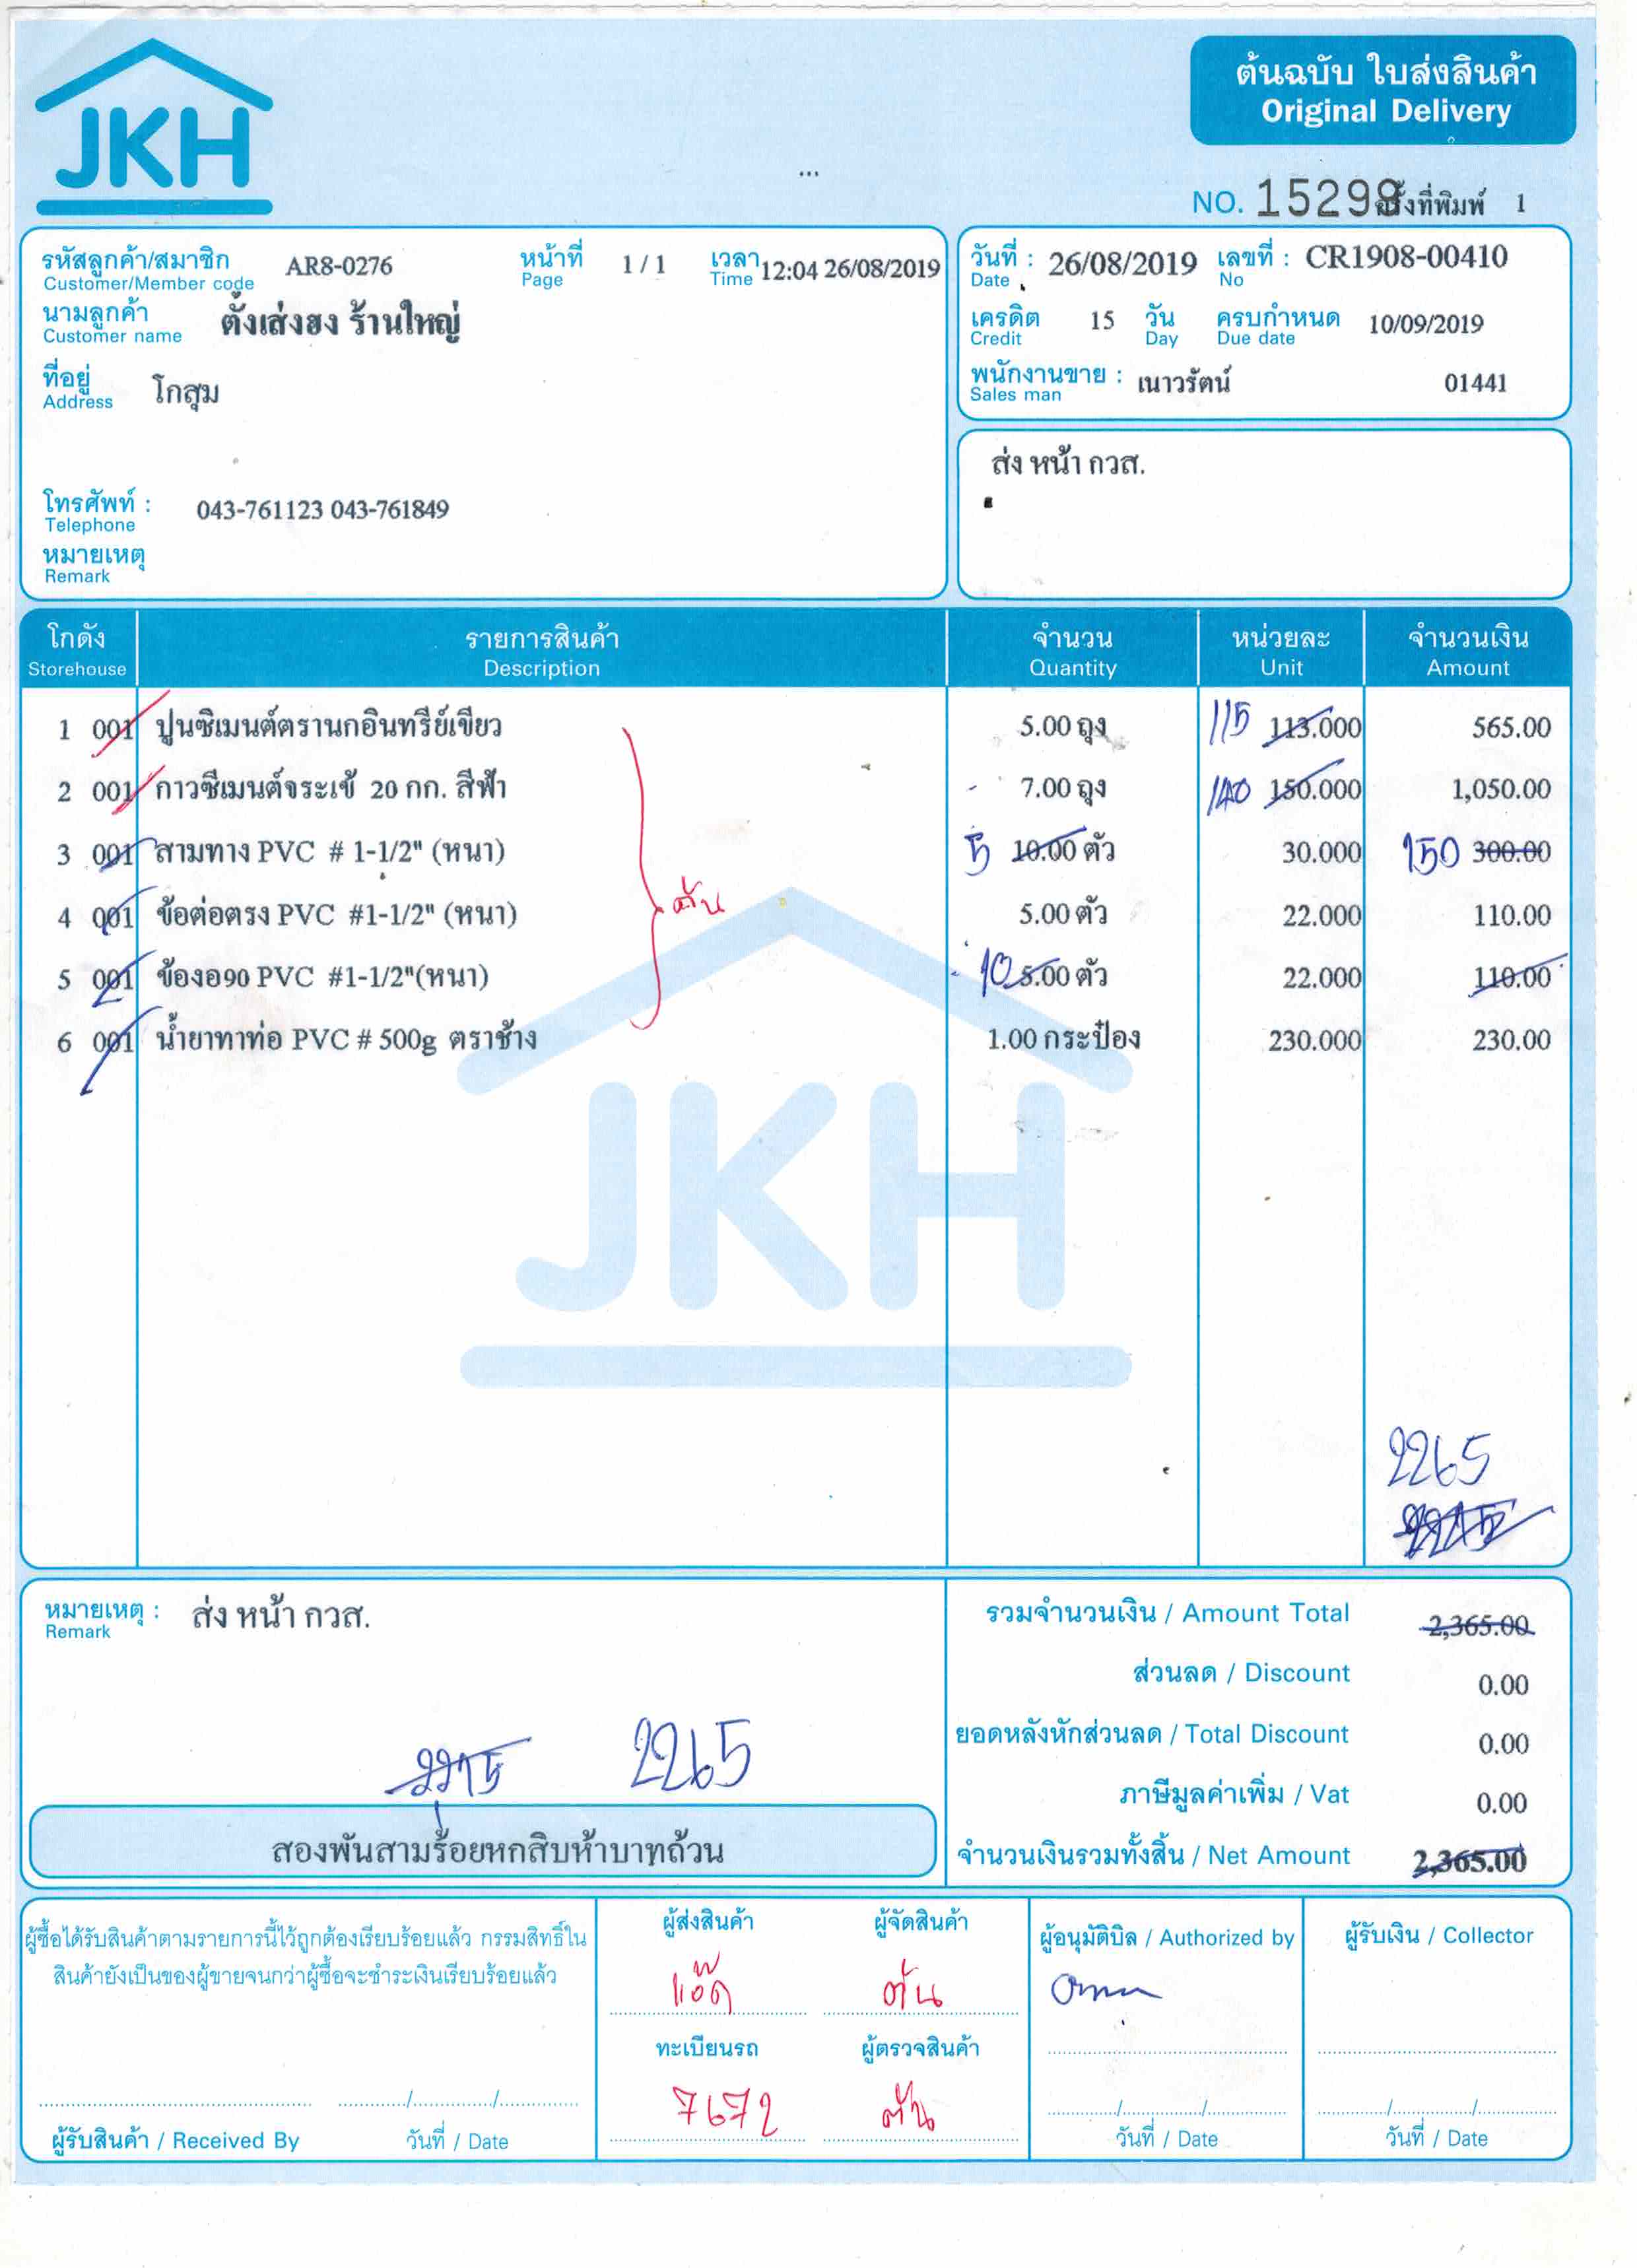 JKH
ต้นฉบับ ใบส่งสินค้า
Original Delivery
NO. 15299 ครั้งที่พิมพ์ 1
รหัสลูกค้า/สมาชิก AR8-0276 หน้าที่ 1 / 1 เวลา 12:04 26/08/2019
Customer/Member code Page Time
นามลูกค้า ตั้งเส่งฮง ร้านใหญ่
Customer name
ที่อยู่ โกสุม
Address
โทรศัพท์ : 043-761123 043-761849
Telephone
หมายเหตุ
Remark
วันที่ : 26/08/2019 เลขที่ : CR1908-00410
Date No
เครดิต 15 วัน ครบกำหนด 10/09/2019
Credit Day Due date
พนักงานขาย : เนาวรัตน์ 01441
Sales man
ส่ง หน้า กวส.
โกดัง รายการสินค้า จำนวน หน่วยละ จำนวนเงิน
Storehouse Description Quantity Unit Amount
1 001 ปูนซิเมนต์ตรานกอินทรีย์เขียว 5.00 ถุง 115 113.000 565.00
2 001 กาวซีเมนต์จระเข้ 20 กก. สีฟ้า 7.00 ถุง 140 150.000 1,050.00
3 001 สามทาง PVC # 1-1/2" (หนา) 5 10.00 ตัว 30.000 150 300.00
4 001 ข้อต่อตรง PVC #1-1/2" (หนา) 5.00 ตัว 22.000 110.00
5 001 ข้องอ90 PVC #1-1/2"(หนา) 10 5.00 ตัว 22.000 110.00
6 001 น้ำยาทาท่อ PVC # 500g ตราช้าง 1.00 กระป๋อง 230.000 230.00
ต้น
JKH
2265
หมายเหตุ : ส่ง หน้า กวส.
Remark
2215 2265
สองพันสามร้อยหกสิบห้าบาทถ้วน
รวมจำนวนเงิน / Amount Total 2,365.00
ส่วนลด / Discount 0.00
ยอดหลังหักส่วนลด / Total Discount 0.00
ภาษีมูลค่าเพิ่ม / Vat 0.00
จำนวนเงินรวมทั้งสิ้น / Net Amount 2,365.00
ผู้ซื้อได้รับสินค้าตามรายการนี้ไว้ถูกต้องเรียบร้อยแล้ว กรรมสิทธิ์ใน
สินค้ายังเป็นของผู้ขายจนกว่าผู้ซื้อจะชำระเงินเรียบร้อยแล้ว
ผู้รับสินค้า / Received By วันที่ / Date
ผู้ส่งสินค้า ผู้จัดสินค้า
แอ๊ด ต้น
ทะเบียนรถ ผู้ตรวจสินค้า
7672 ต้น
ผู้อนุมัติบิล / Authorized by
วันที่ / Date
ผู้รับเงิน / Collector
วันที่ / Date